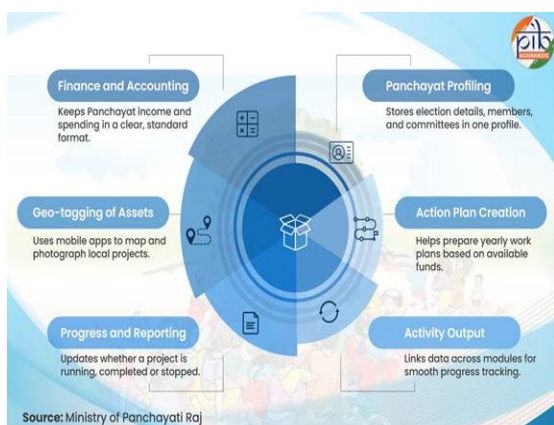 pib
Finance and Accounting
Keeps Panchayat income and
spending in a clear, standard
format.
Panchayat Profiling
Stores election details, members,
and committees in one profile.
Geo-tagging of Assets
Uses mobile apps to map and
photograph local projects.
Action Plan Creation
Helps prepare yearly work
plans based on available
funds.
Progress and Reporting
Updates whether a project is
running, completed or stopped.
Activity Output
Links data across modules for
smooth progress tracking.
Source: Ministry of Panchayati Raj